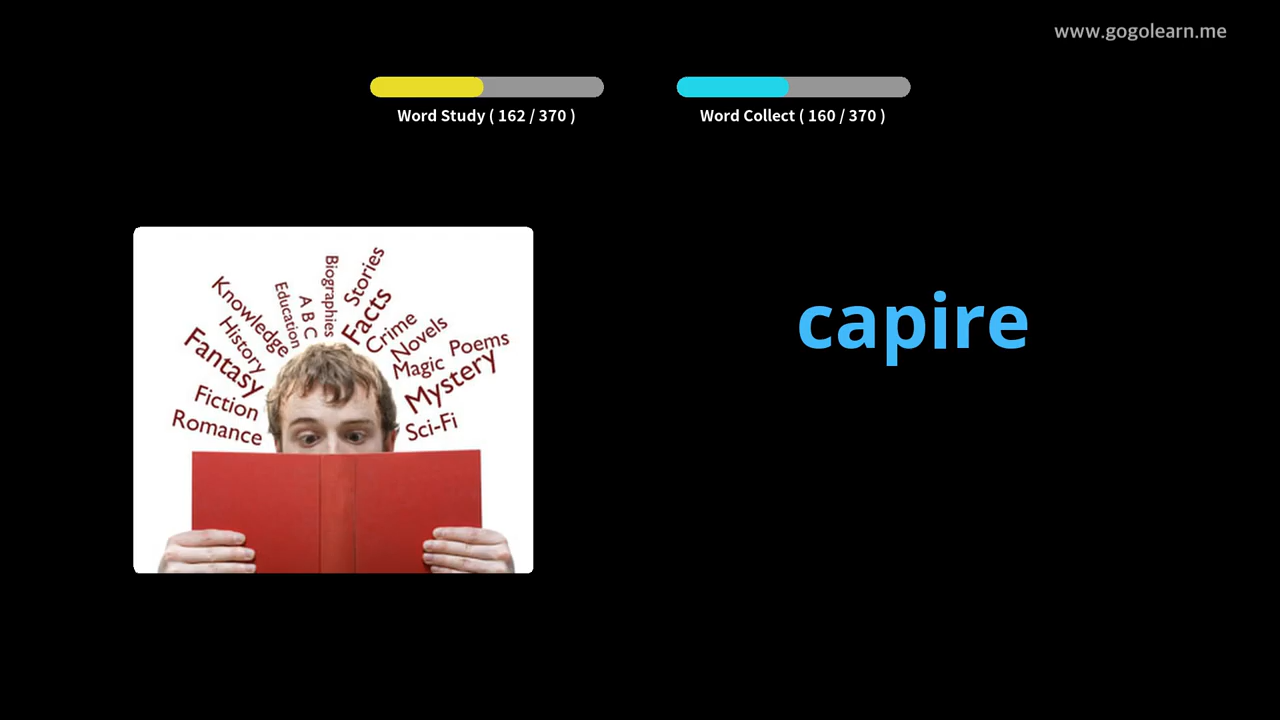 www.gogolearn.me
Word Study ( 162 / 370 )
Word Collect ( 160 / 370 )
capire
Biographies
Stories
Education
A B C
Facts
Knowledge
History
Crime
Novels
Poems
Fantasy
Magic
Mystery
Fiction
Romance
Sci-Fi